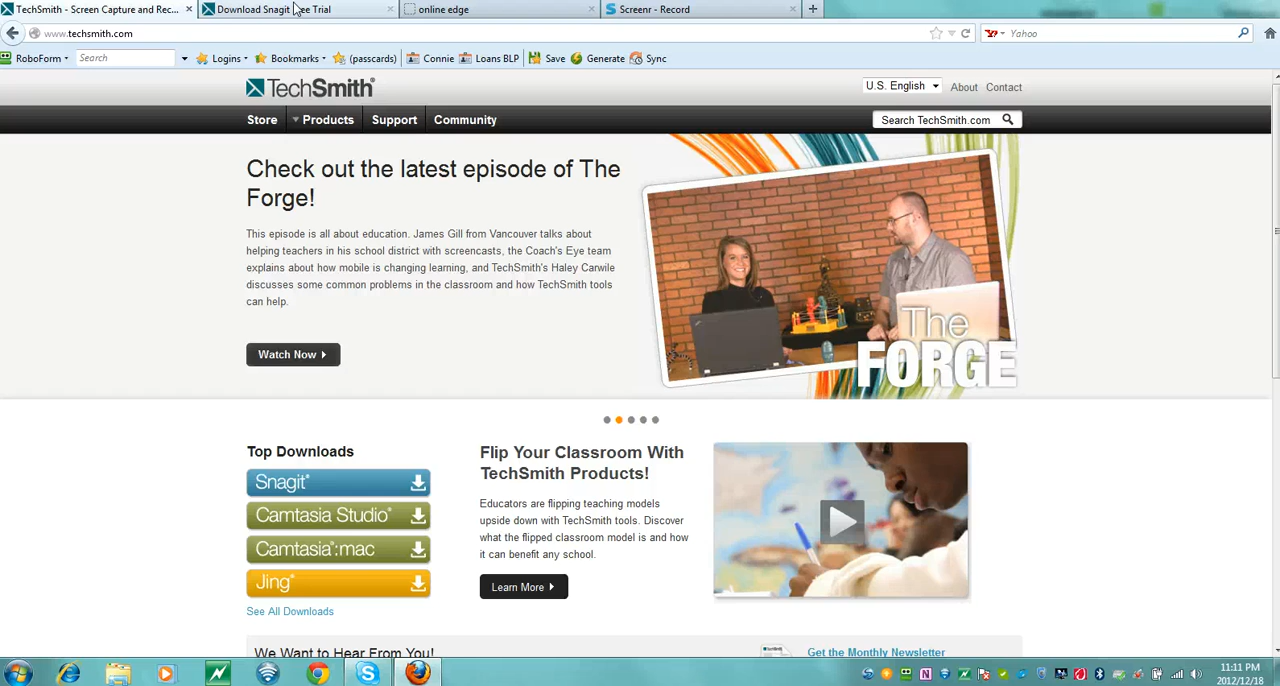 TechSmith - Screen Capture and Rec... ×
Download Snagit Free Trial ×
online edge ×
Screenr - Record ×
+
www.techsmith.com
Yahoo
RoboForm
Search
Logins
Bookmarks
(passcards)
Connie
Loans BLP
Save
Generate
Sync
TechSmith®
U.S. English
About
Contact
Store
Products
Support
Community
Search TechSmith.com
Check out the latest episode of The
Forge!
This episode is all about education. James Gill from Vancouver talks about
helping teachers in his school district with screencasts, the Coach's Eye team
explains about how mobile is changing learning, and TechSmith's Haley Carwile
discusses some common problems in the classroom and how TechSmith tools
can help.
Watch Now
The
FORGE
Top Downloads
Snagit®
Camtasia Studio®
Camtasia®:mac
Jing®
See All Downloads
Flip Your Classroom With
TechSmith Products!
Educators are flipping teaching models
upside down with TechSmith tools. Discover
what the flipped classroom model is and how
it can benefit any school.
Learn More
We Want to Hear From You!
Get the Monthly Newsletter
11:11 PM
2012/12/18